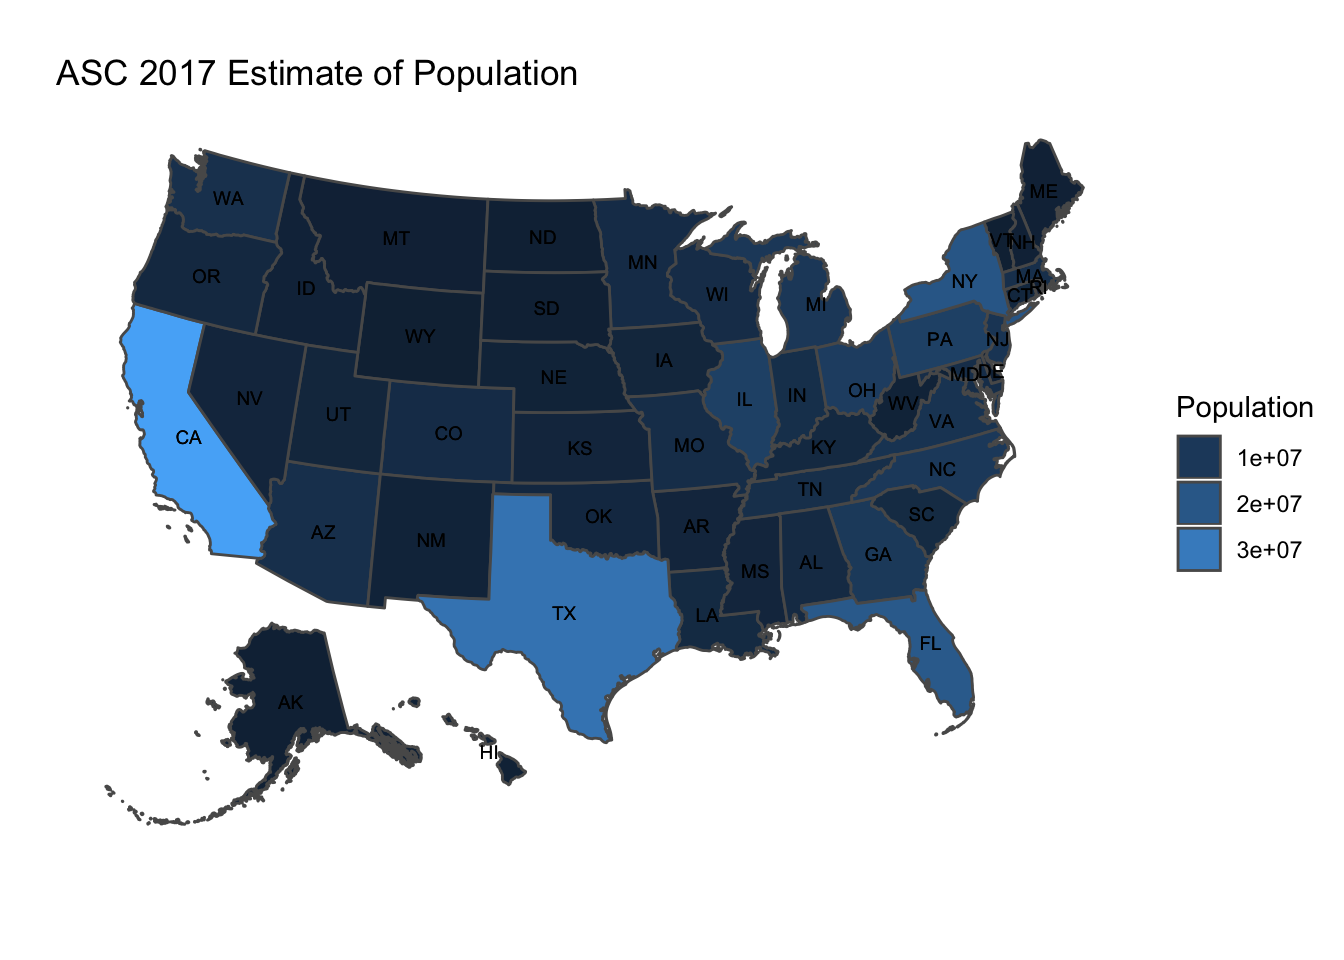 ASC 2017 Estimate of Population
ME
WA
MT
ND
VT
NH
MN
OR
ID
NY
MA
RI
WI
CT
SD
MI
WY
PA
NJ
IA
DE
MD
NE
OH
NV
IL
IN
WV
UT
VA
CO
CA
KS
MO
KY
NC
TN
OK
SC
AR
AZ
NM
GA
AL
MS
TX
LA
FL
AK
HI
Population
1e+07
2e+07
3e+07